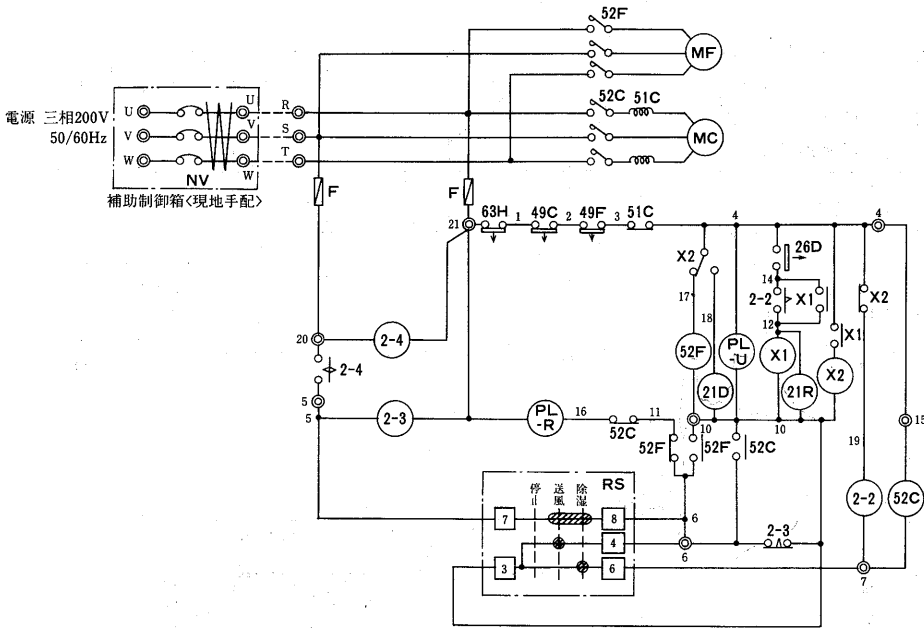 52F
MF
電源 三相200V
50/60Hz
U
V
W
U
V
W
NV
補助制御箱〈現地手配〉
R
S
T
52C
51C
MC
F
F
21
63H
1
49C
2
49F
3
51C
4
4
X2
17
18
52F
21D
PL
-U
26D
14
2-2
X1
12
X1
21R
X1
X2
X2
19
15
20
2-4
2-4
5
5
2-3
PL
-R
16
52C
11
10
10
52F
52F
52C
停止
送風
除湿
RS
7
8
6
6
3
4
6
2-3
2-2
52C
7